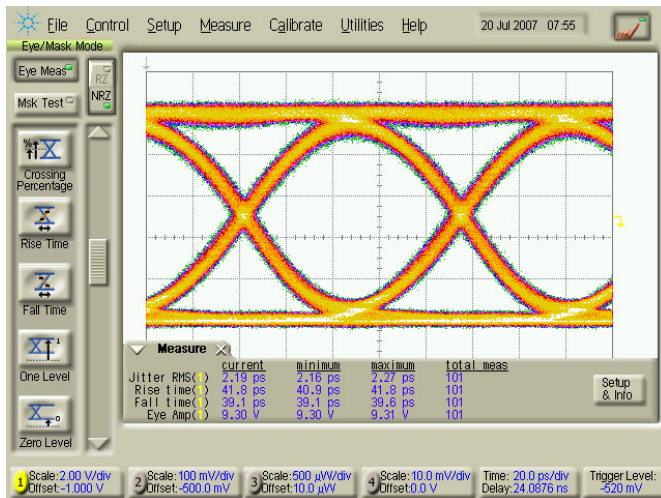 File Control Setup Measure Calibrate Utilities Help 20 Jul 2007 07:55
Eye/Mask Mode
Eye Meas
RZ
Msk Test
NRZ
Crossing
Percentage
Rise Time
Fall Time
One Level
Zero Level
Measure
current minimum maximum total meas
Jitter RMS(1) 2.19 ps 2.16 ps 2.27 ps 101
Rise time(1) 41.8 ps 40.9 ps 41.8 ps 101
Fall time(1) 39.1 ps 39.1 ps 39.6 ps 101
Eye Amp(1) 9.30 V 9.30 V 9.31 V 101
Setup
& Info
1 Scale:2.00 V/div
Offset:-1.000 V
2 Scale:100 mV/div
Offset:-500.0 mV
3 Scale:500 µW/div
Offset:10.0 µW
4 Scale:10.0 mV/div
Offset:0.0 V
Time: 20.0 ps/div
Delay:24.0876 ns
Trigger Level:
-520 mV